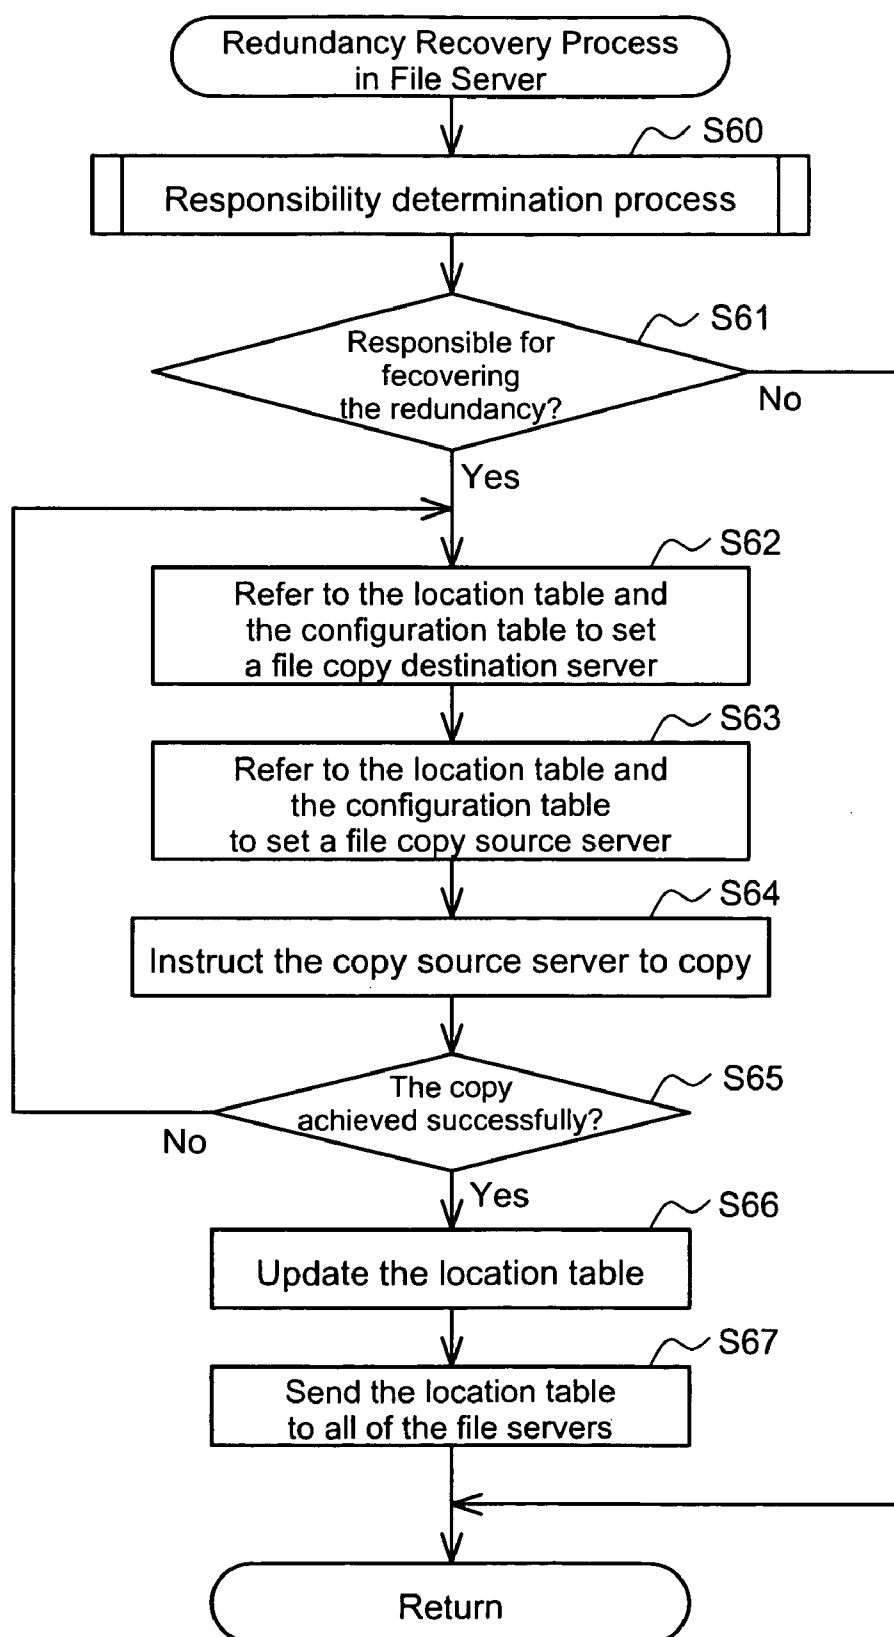 Redundancy Recovery Process
in File Server
S60
Responsibility determination process
S61
Responsible for
fecovering
the redundancy?
No
Yes
S62
Refer to the location table and
the configuration table to set
a file copy destination server
S63
Refer to the location table and
the configuration table
to set a file copy source server
S64
Instruct the copy source server to copy
S65
The copy
achieved successfully?
No
Yes
S66
Update the location table
S67
Send the location table
to all of the file servers
Return